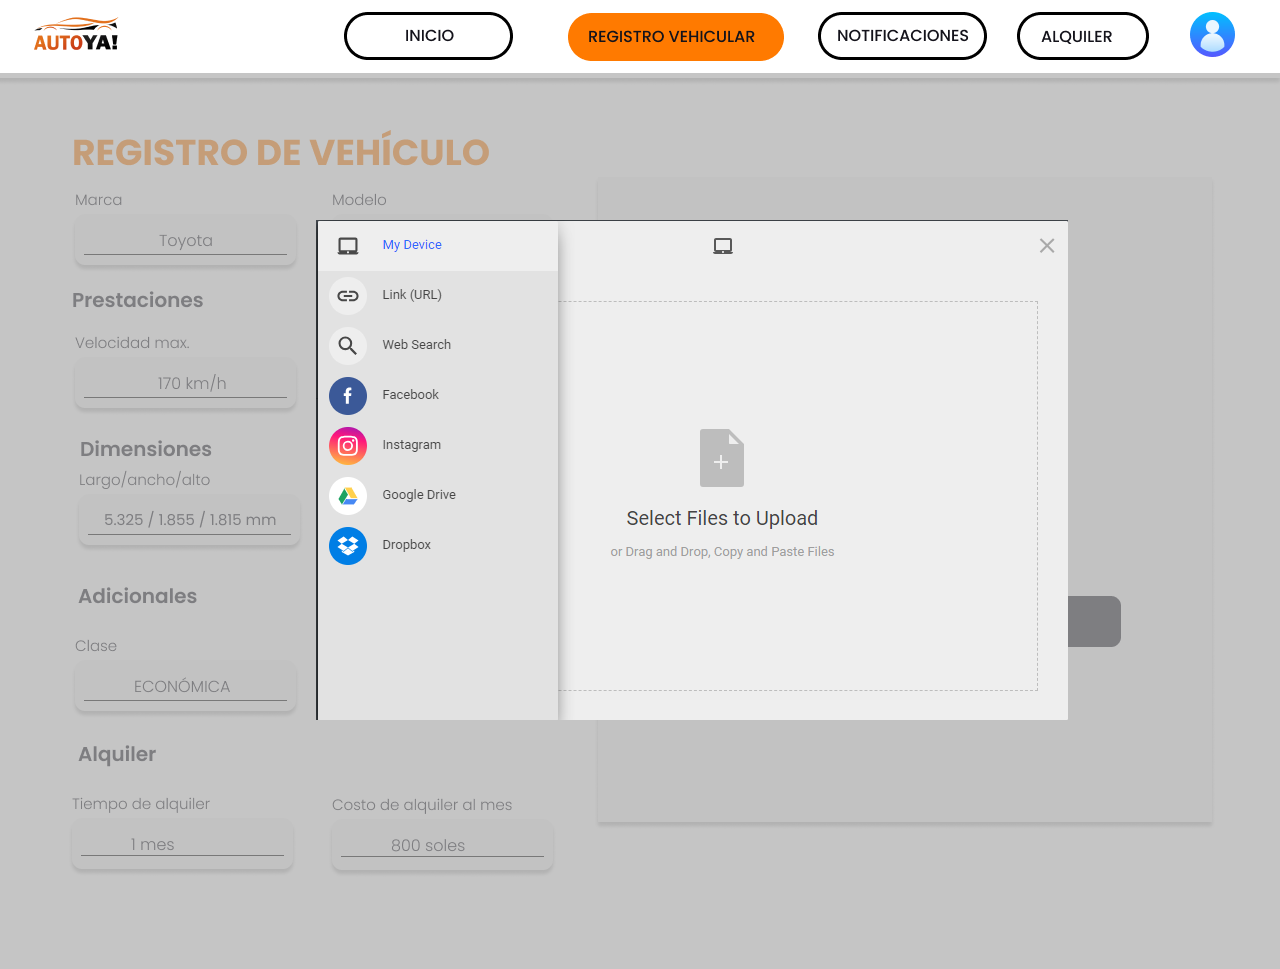 AUTOYA!
INICIO
REGISTRO VEHICULAR
NOTIFICACIONES
ALQUILER
REGISTRO DE VEHÍCULO
Marca
Modelo
Toyota
Prestaciones
Velocidad max.
170 km/h
Dimensiones
Largo/ancho/alto
5.325 / 1.855 / 1.815 mm
Adicionales
Clase
ECONÓMICA
Alquiler
Tiempo de alquiler
Costo de alquiler al mes
1 mes
800 soles
My Device
Link (URL)
Web Search
Facebook
Instagram
Google Drive
Dropbox
Select Files to Upload
or Drag and Drop, Copy and Paste Files